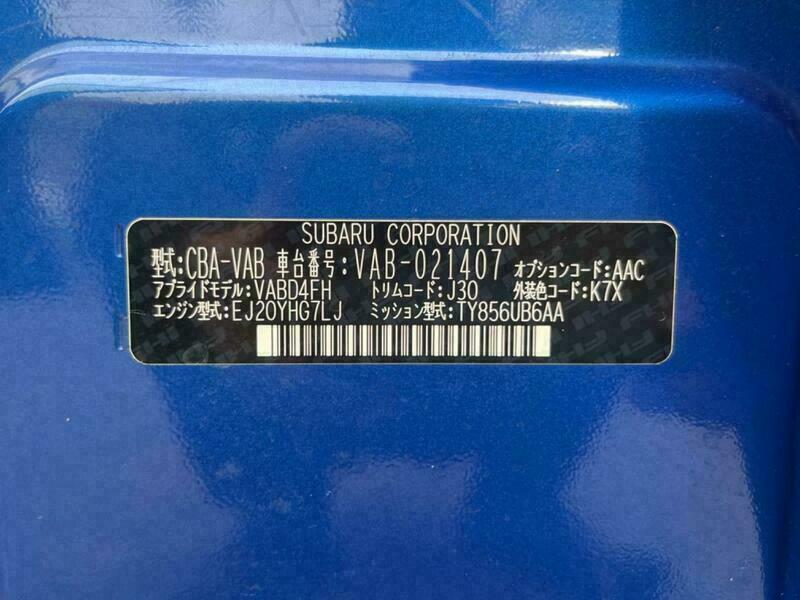 SUBARU CORPORATION
型式:CBA-VAB 車台番号:VAB-021407 オプションコード:AAC
アプライドモデル:VABD4FH トリムコード:J30 外装色コード:K7X
エンジン型式:EJ20YHG7LJ ミッション型式:TY856UB6AA